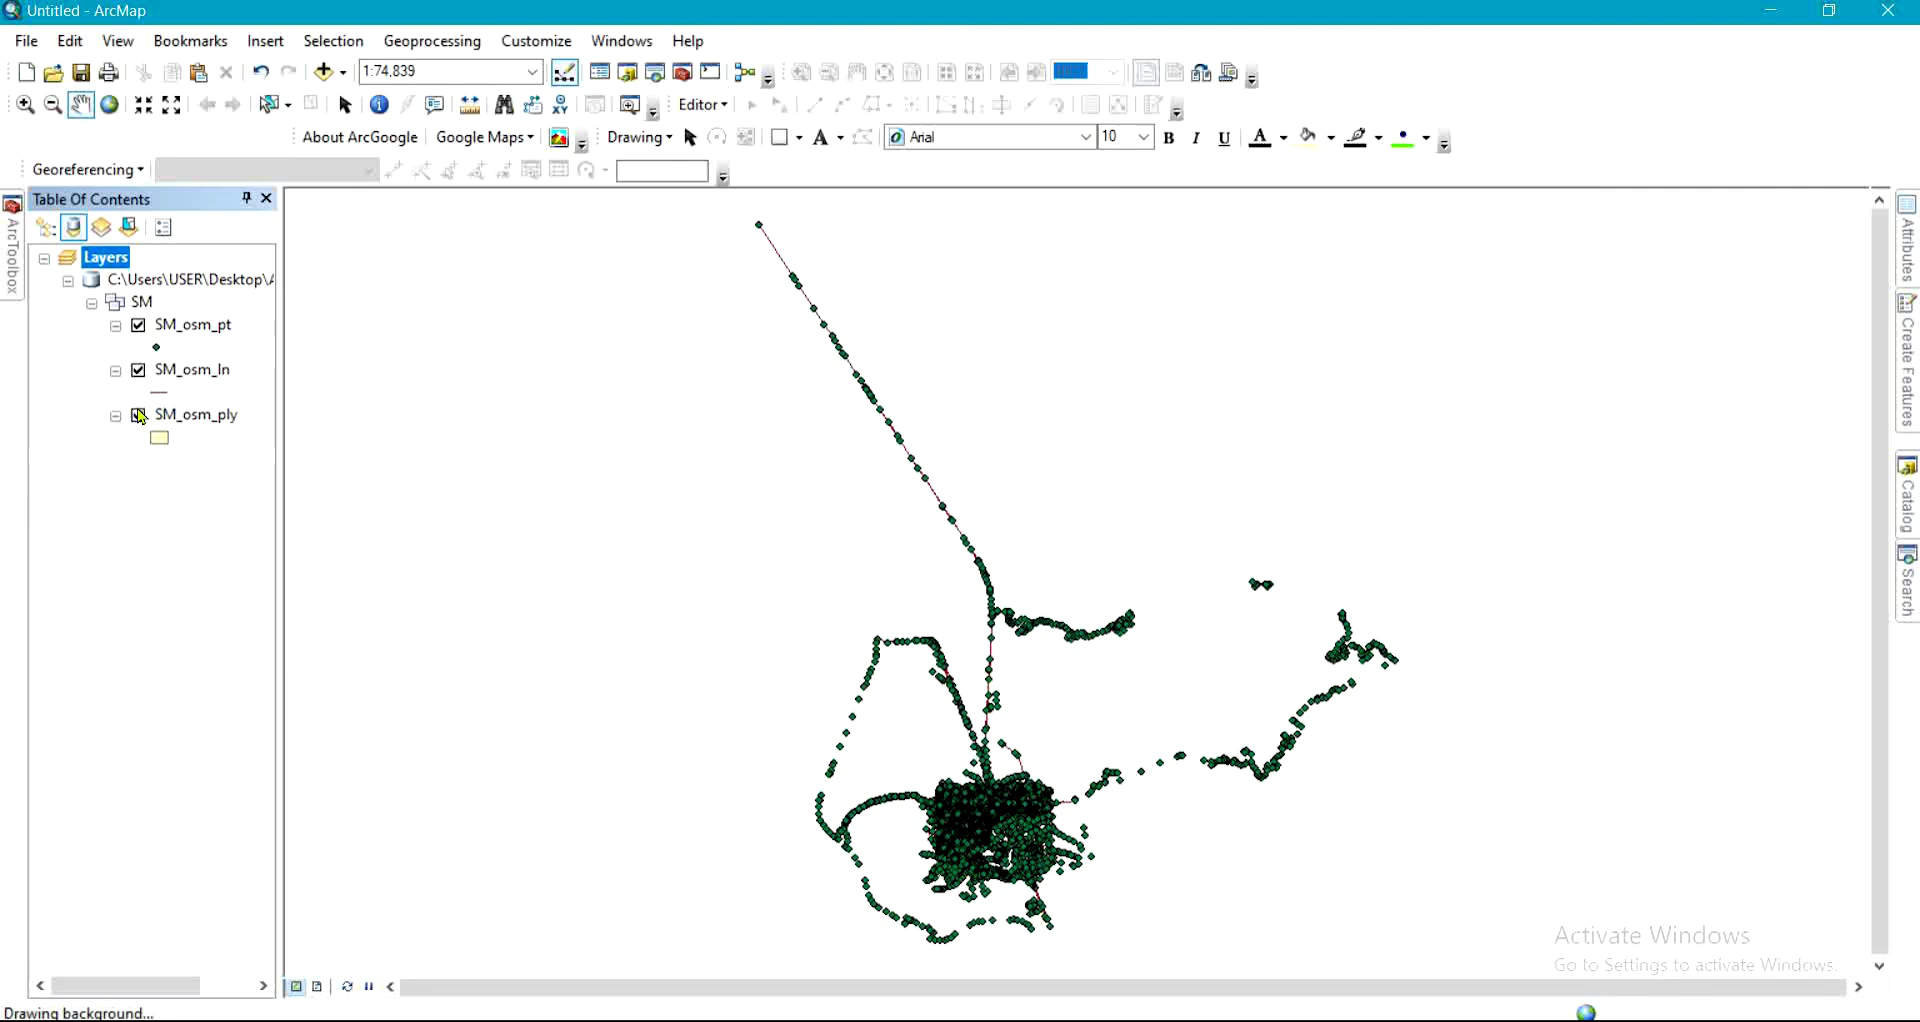 Untitled - ArcMap
File Edit View Bookmarks Insert Selection Geoprocessing Customize Windows Help
1:74,839
Editor
About ArcGoogle Google Maps Drawing Arial 10 B I U A
Georeferencing
Table Of Contents
ArcToolbox
Layers
C:\Users\USER\Desktop\A
SM
SM_osm_pt
SM_osm_ln
SM_osm_ply
Attributes
Create Features
Catalog
Search
Activate Windows
Go to Settings to activate Windows.
Drawing background...